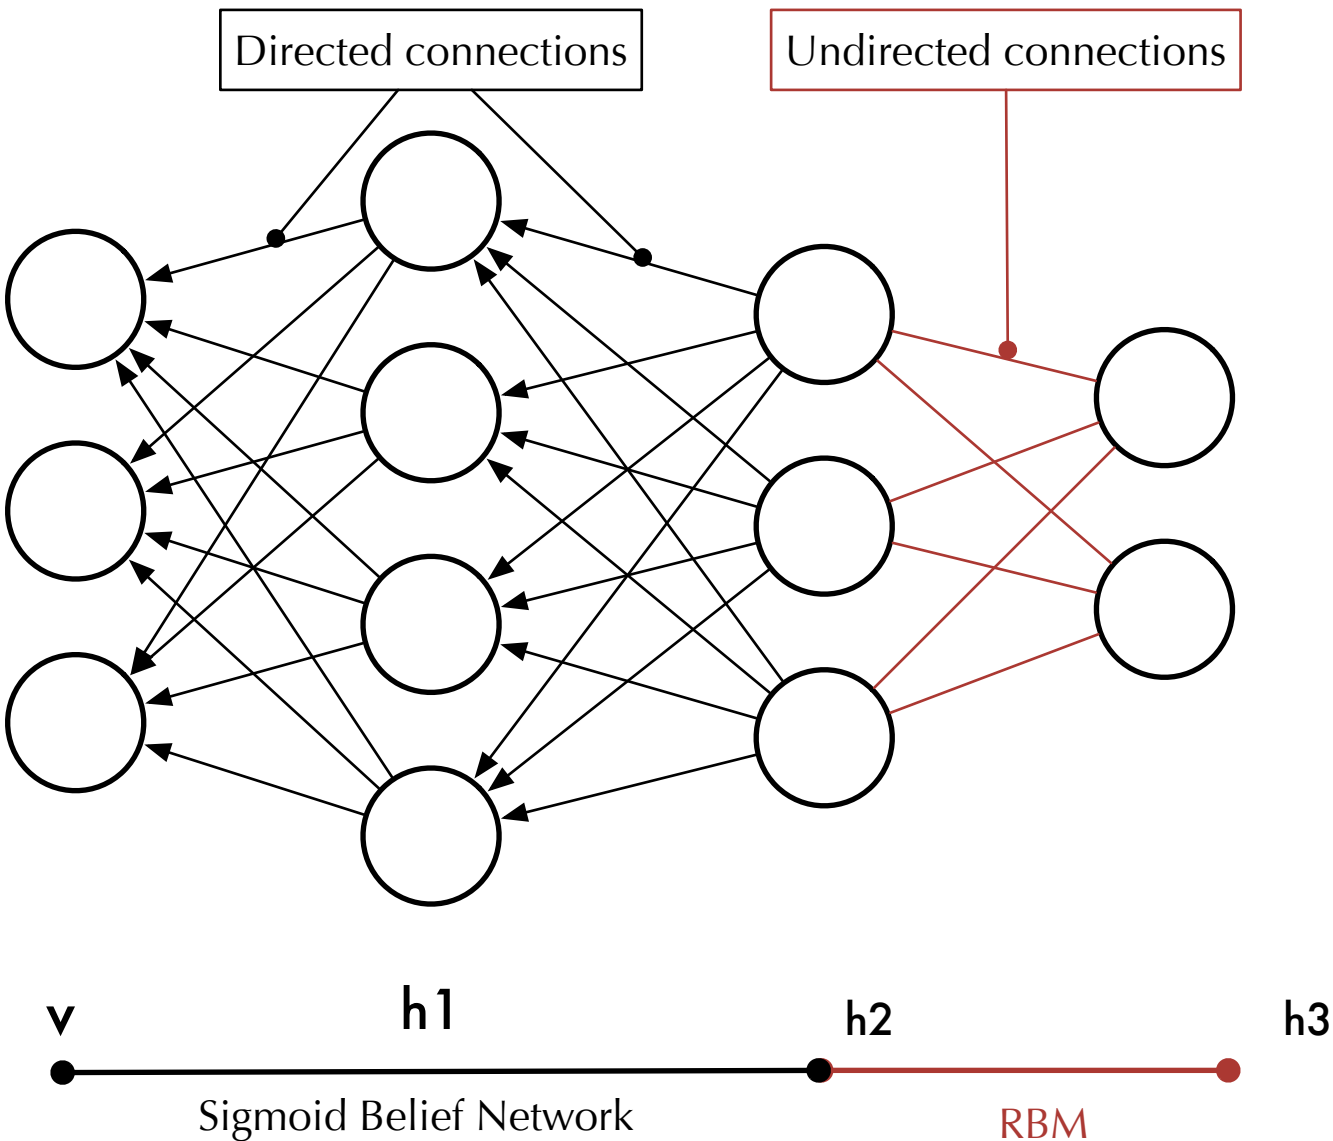 Directed connections
Undirected connections
v
h1
h2
h3
Sigmoid Belief Network
RBM